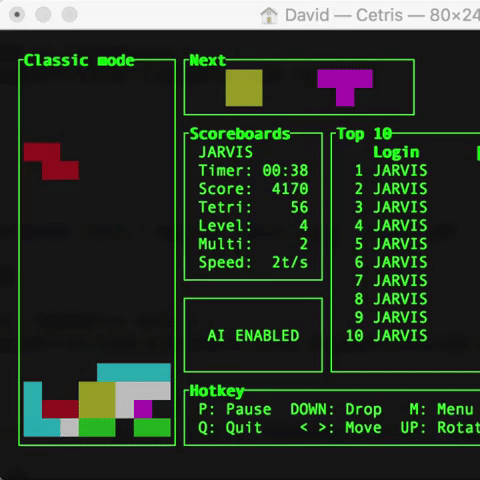 David — Cetris — 80×24
Classic mode
Next
Scoreboards
JARVIS
Timer: 00:38
Score: 4170
Tetri: 56
Level: 4
Multi: 2
Speed: 2t/s
Top 10
Login
1 JARVIS
2 JARVIS
3 JARVIS
4 JARVIS
5 JARVIS
6 JARVIS
7 JARVIS
8 JARVIS
9 JARVIS
10 JARVIS
AI ENABLED
Hotkey
P: Pause DOWN: Drop M: Menu
Q: Quit < >: Move UP: Rotat